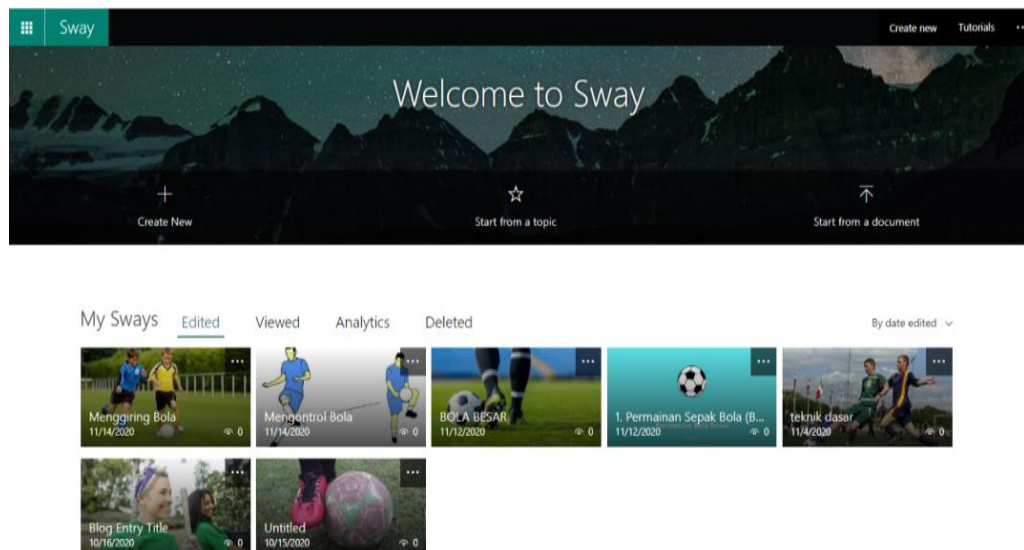 Sway
Create new Tutorials ...
Welcome to Sway
Create New
Start from a topic
Start from a document
My Sways Edited Viewed Analytics Deleted
By date edited
Menggiring Bola
11/14/2020 0
Mengontrol Bola
11/14/2020 0
BOLA BESAR
11/12/2020 0
1. Permainan Sepak Bola (B...
11/12/2020 0
teknik dasar
11/4/2020 0
Blog Entry Title
10/16/2020 0
Untitled
10/15/2020 0